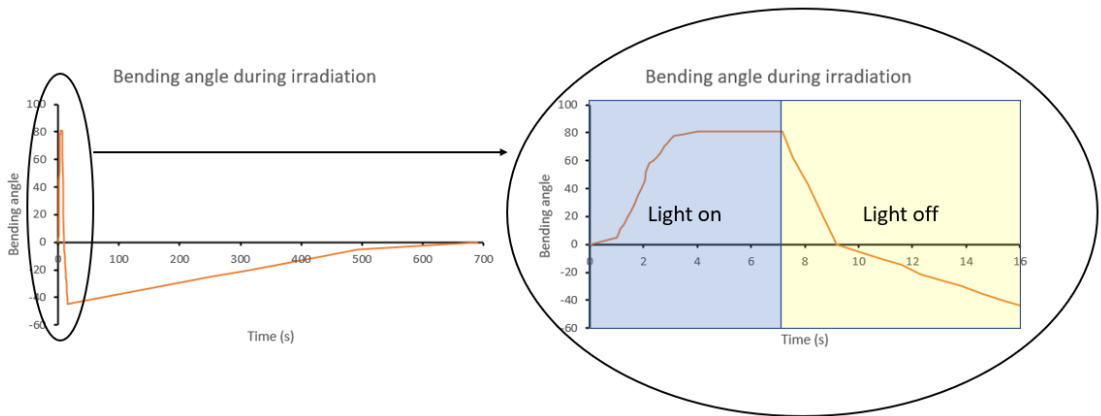 Bending angle during irradiation
100
80
60
40
20
0
-20
-40
-60
0 100 200 300 400 500 600 700
Bending angle
Time (s)
Bending angle during irradiation
100
80
60
40
20
0
-20
-40
-60
0 2 4 6 8 10 12 14 16
Bending angle
Light on
Light off
Time (s)